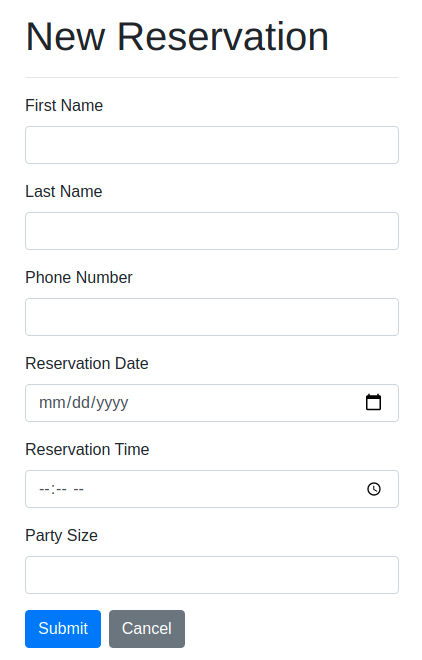 New Reservation
First Name
Last Name
Phone Number
Reservation Date
mm/dd/yyyy
Reservation Time
--:-- --
Party Size
Submit Cancel